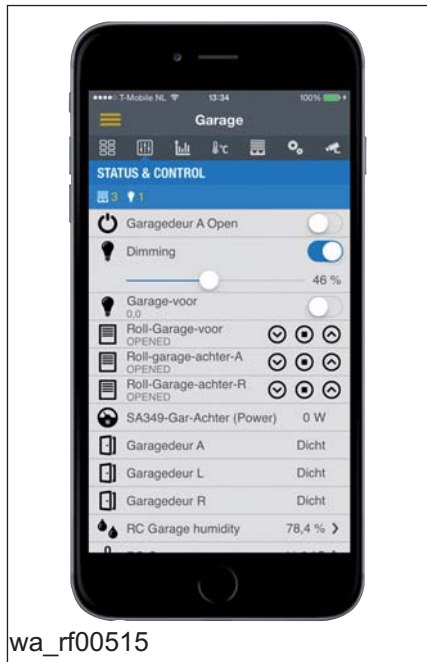 T-Mobile NL 13:34 100%
Garage
°C
STATUS & CONTROL
3 1
Garagedeur A Open
Dimming
46 %
Garage-voor
0,0
Roll-Garage-voor
OPENED
Roll-garage-achter-A
OPENED
Roll-Garage-achter-R
OPENED
SA349-Gar-Achter (Power) 0 W
Garagedeur A Dicht
Garagedeur L Dicht
Garagedeur R Dicht
RC Garage humidity 78,4 %
wa_rf00515